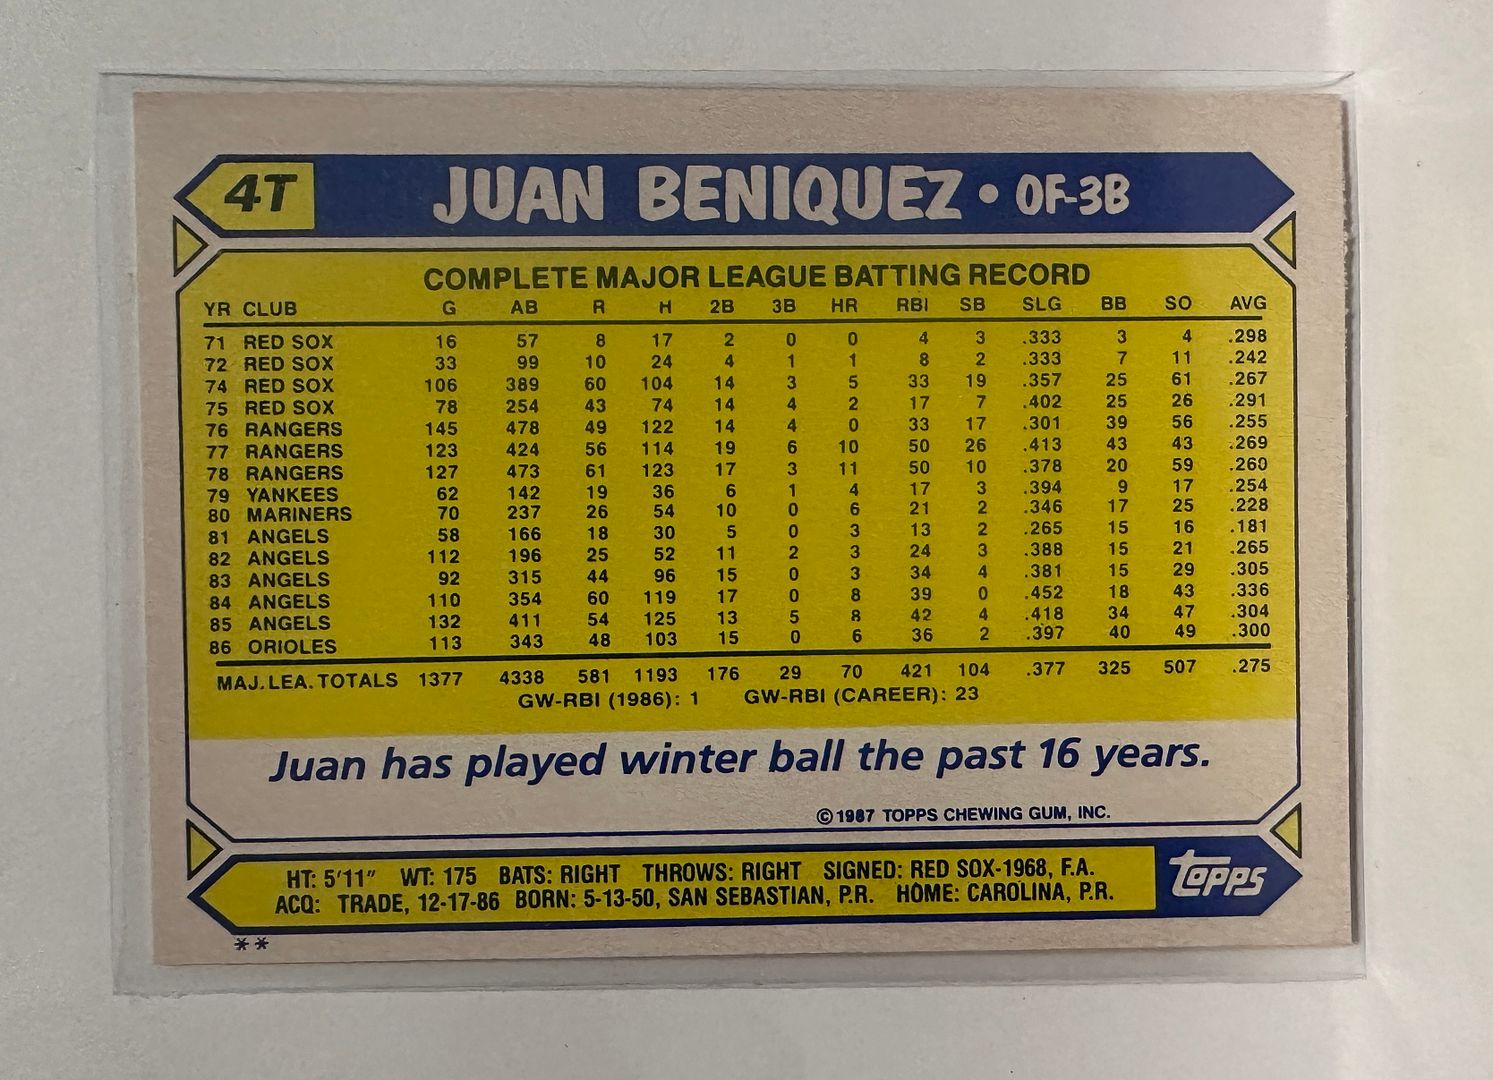 4T JUAN BENIQUEZ • OF-3B
COMPLETE MAJOR LEAGUE BATTING RECORD
YR CLUB G AB R H 2B 3B HR RBI SB SLG BB SO AVG
71 RED SOX 16 57 8 17 2 0 0 4 3 .333 3 4 .298
72 RED SOX 33 99 10 24 4 1 1 8 2 .333 7 11 .242
74 RED SOX 106 389 60 104 14 3 5 33 19 .357 25 61 .267
75 RED SOX 78 254 43 74 14 4 2 17 7 .402 25 26 .291
76 RANGERS 145 478 49 122 14 4 0 33 17 .301 39 56 .255
77 RANGERS 123 424 56 114 19 6 10 50 26 .413 43 43 .269
78 RANGERS 127 473 61 123 17 3 11 50 10 .378 20 59 .260
79 YANKEES 62 142 19 36 6 1 4 17 3 .394 9 17 .254
80 MARINERS 70 237 26 54 10 0 6 21 2 .346 17 25 .228
81 ANGELS 58 166 18 30 5 0 3 13 2 .265 15 16 .181
82 ANGELS 112 196 25 52 11 2 3 24 3 .388 15 21 .265
83 ANGELS 92 315 44 96 15 0 3 34 4 .381 15 29 .305
84 ANGELS 110 354 60 119 17 0 8 39 0 .452 18 43 .336
85 ANGELS 132 411 54 125 13 5 8 42 4 .418 34 47 .304
86 ORIOLES 113 343 48 103 15 0 6 36 2 .397 40 49 .300
MAJ. LEA. TOTALS 1377 4338 581 1193 176 29 70 421 104 .377 325 507 .275
GW-RBI (1986): 1 GW-RBI (CAREER): 23
Juan has played winter ball the past 16 years.
© 1987 TOPPS CHEWING GUM, INC.
HT: 5'11" WT: 175 BATS: RIGHT THROWS: RIGHT SIGNED: RED SOX-1968, F.A.
ACQ: TRADE, 12-17-86 BORN: 5-13-50, SAN SEBASTIAN, P.R. HOME: CAROLINA, P.R.
topps
**